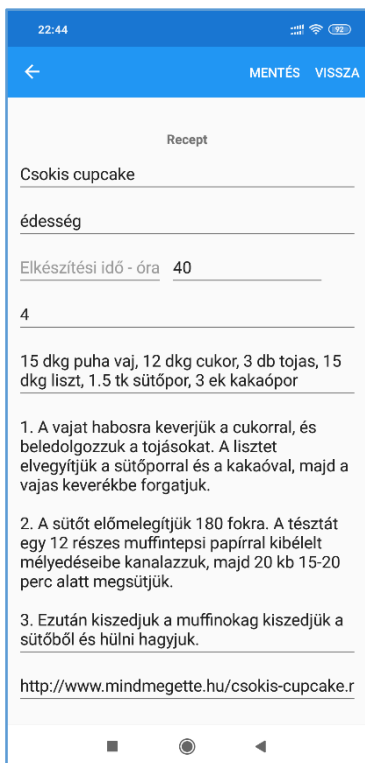 22:44
92
MENTÉS VISSZA
Recept
Csokis cupcake
édesség
Elkészítési idő - óra 40
4
15 dkg puha vaj, 12 dkg cukor, 3 db tojas, 15
dkg liszt, 1.5 tk sütőpor, 3 ek kakaópor
1. A vajat habosra keverjük a cukorral, és
beledolgozzuk a tojásokat. A lisztet
elvegyítjük a sütőporral és a kakaóval, majd a
vajas keverékbe forgatjuk.
2. A sütőt előmelegítjük 180 fokra. A tésztát
egy 12 részes muffintepsi papírral kibélelt
mélyedéseibe kanalazzuk, majd 20 kb 15-20
perc alatt megsütjük.
3. Ezután kiszedjuk a muffinokag kiszedjük a
sütőből és hülni hagyjuk.
http://www.mindmegette.hu/csokis-cupcake.r